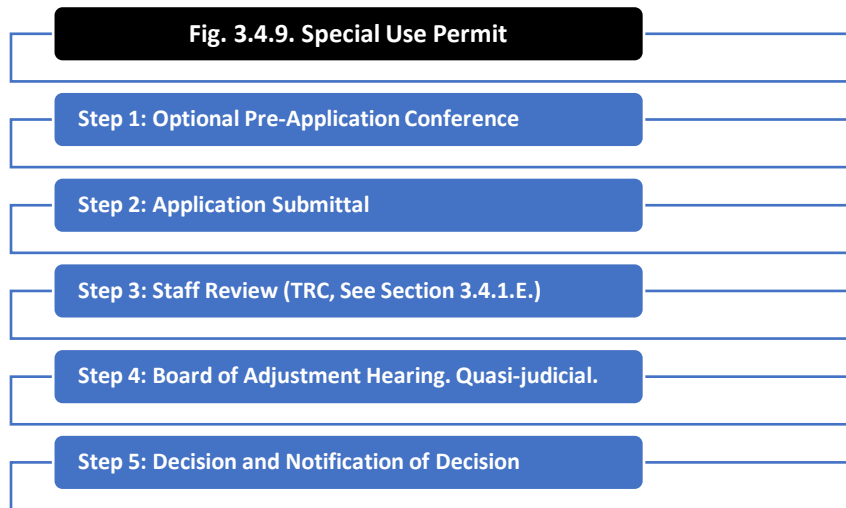 Fig. 3.4.9. Special Use Permit
Step 1: Optional Pre-Application Conference
Step 2: Application Submittal
Step 3: Staff Review (TRC, See Section 3.4.1.E.)
Step 4: Board of Adjustment Hearing. Quasi-judicial.
Step 5: Decision and Notification of Decision